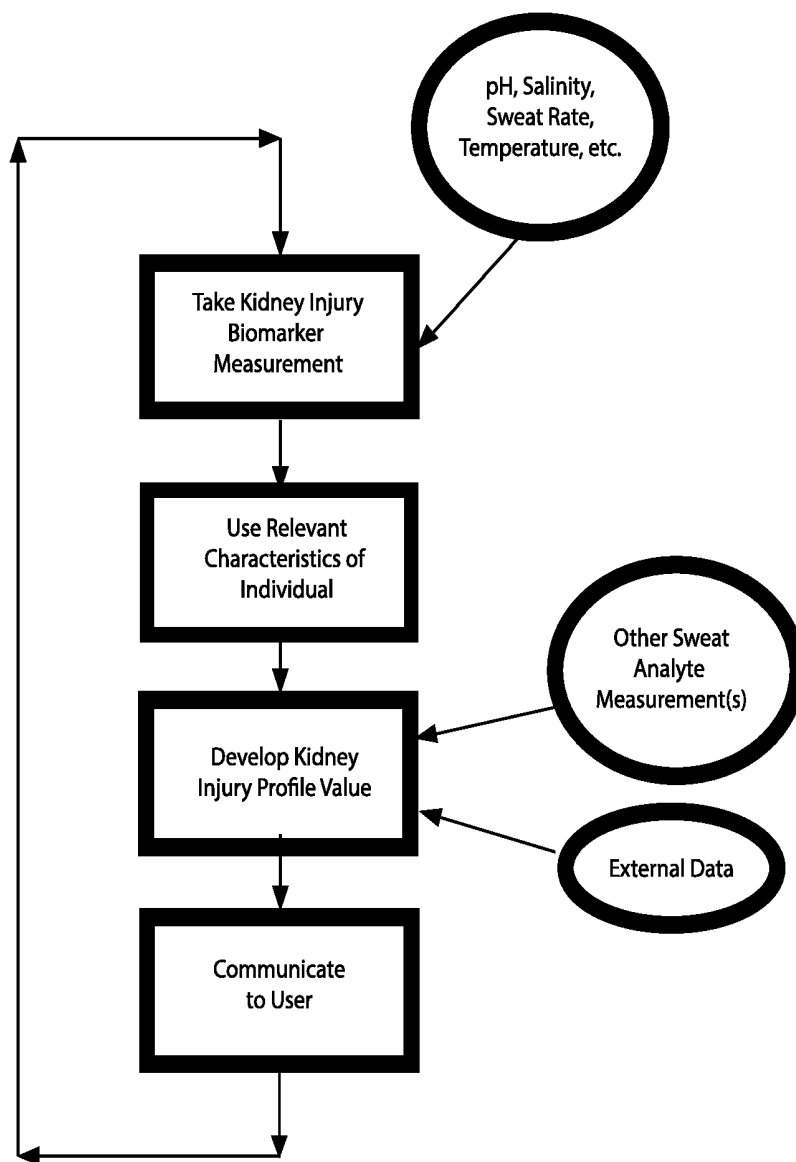 pH, Salinity,
Sweat Rate,
Temperature, etc.
Take Kidney Injury
Biomarker
Measurement
Use Relevant
Characteristics of
Individual
Other Sweat
Analyte
Measurement(s)
Develop Kidney
Injury Profile Value
External Data
Communicate
to User